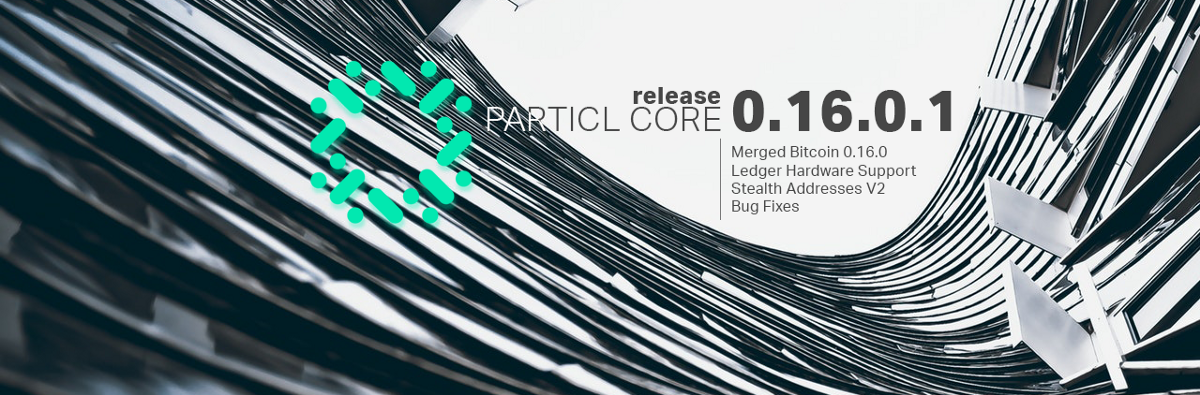 release
PARTICL CORE 0.16.0.1
Merged Bitcoin 0.16.0
Ledger Hardware Support
Stealth Addresses V2
Bug Fixes